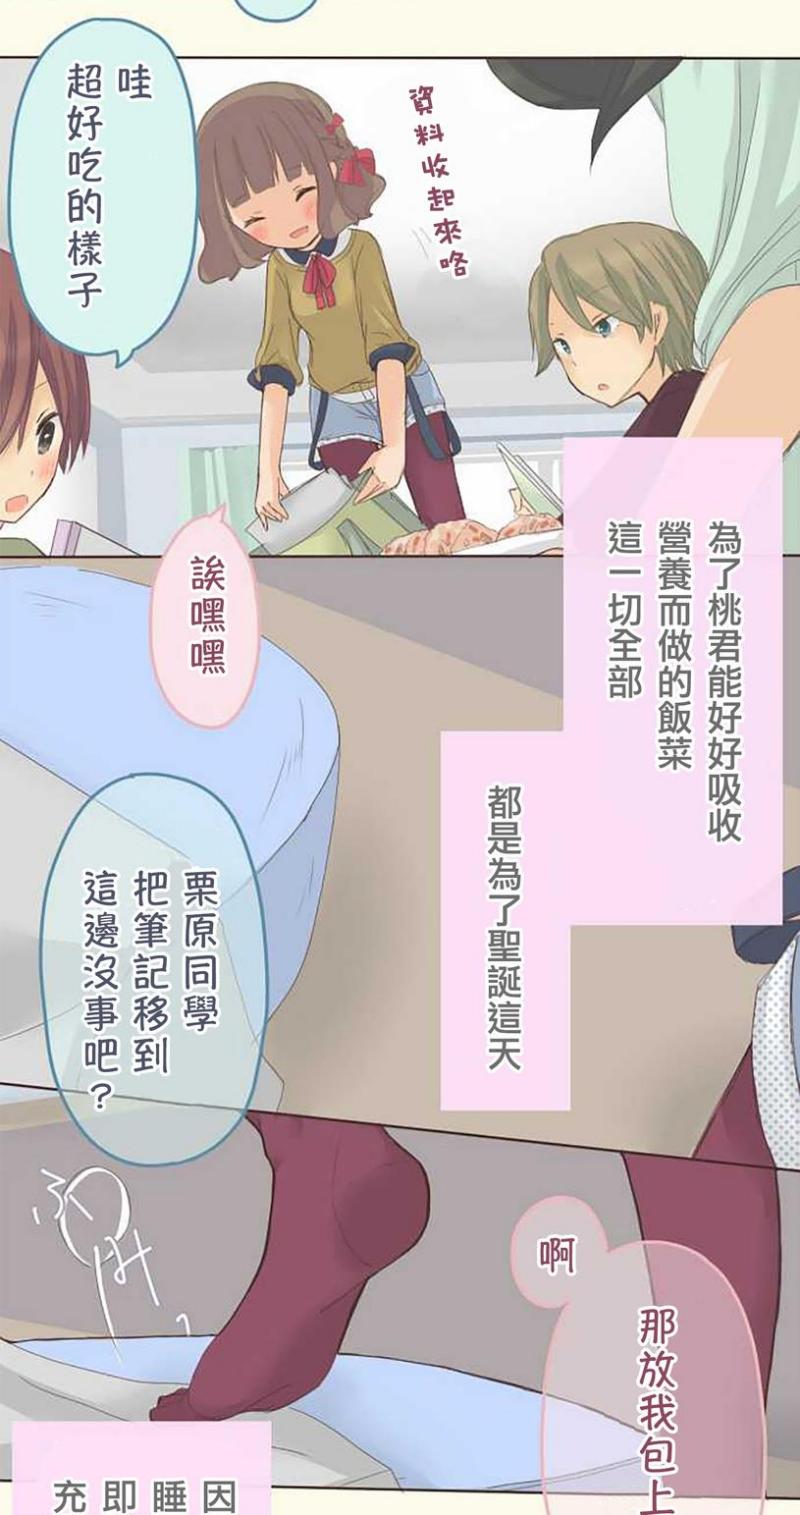 資料收起來咯
哇
超好吃的樣子
為了桃君能好好吸收
營養而做的飯菜
這一切全部
誒嘿嘿
都是為了聖誕這天
栗原同學
把筆記移到
這邊沒事吧？
啊
那放我包上
ふみ
因
睡
即
充